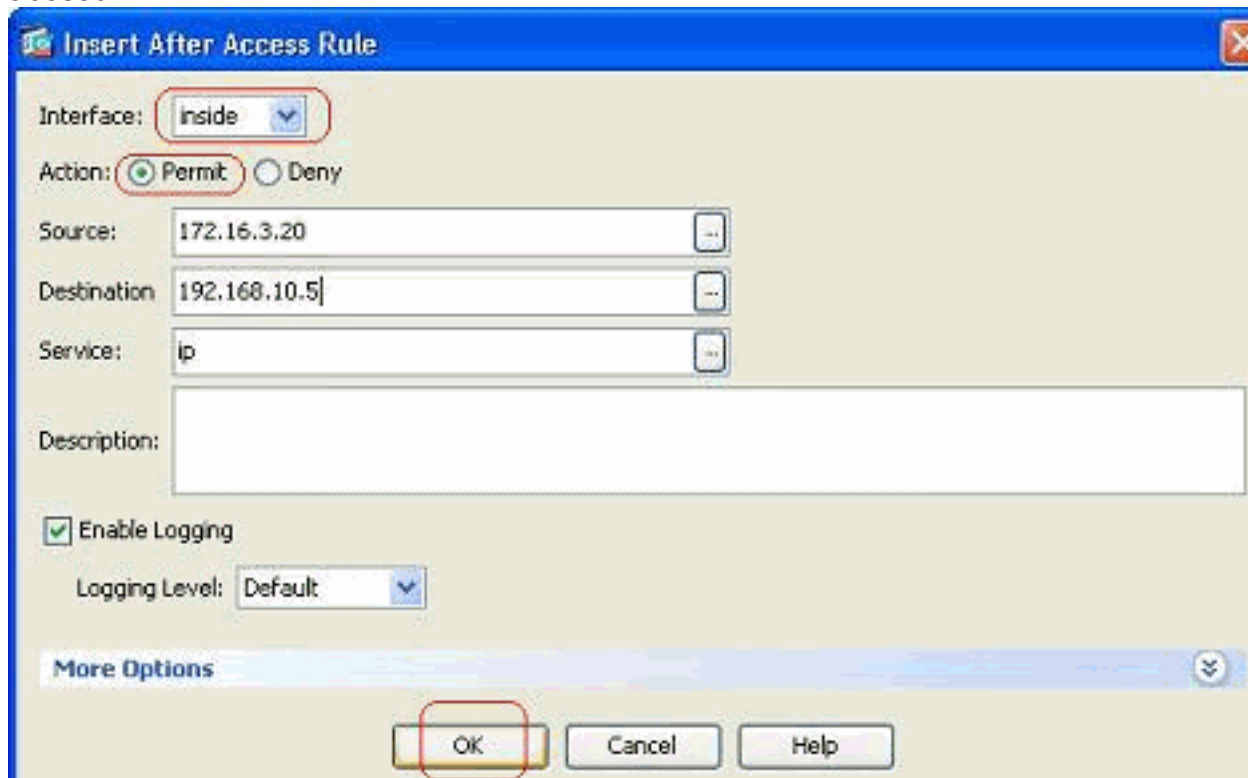 Insert After Access Rule
Interface: inside
Action: Permit Deny
Source: 172.16.3.20 ...
Destination 192.168.10.5 ...
Service: ip ...
Description:
Enable Logging
Logging Level: Default
More Options
OK Cancel Help